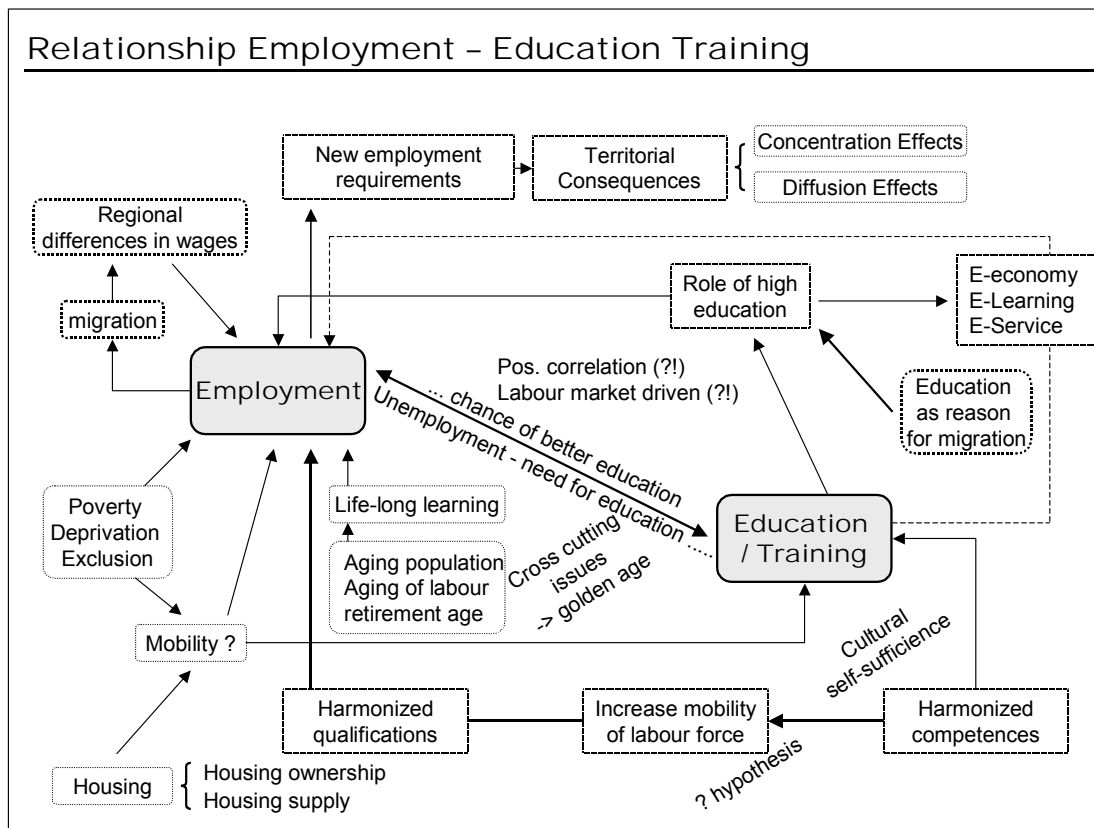 Relationship Employment – Education Training
New employment
requirements
Territorial
Consequences
Concentration Effects
Diffusion Effects
Regional
differences in wages
migration
Role of high
education
E-economy
E-Learning
E-Service
Employment
Pos. correlation (?!)
Labour market driven (?!)
... chance of better education
Unemployment - need for education ....
Education
as reason
for migration
Poverty
Deprivation
Exclusion
Life-long learning
Aging population
Aging of labour
retirement age
Cross cutting
issues
-> golden age
Education
/ Training
Mobility ?
Cultural
self-sufficience
Harmonized
qualifications
Increase mobility
of labour force
Harmonized
competences
? hypothesis
Housing
Housing ownership
Housing supply